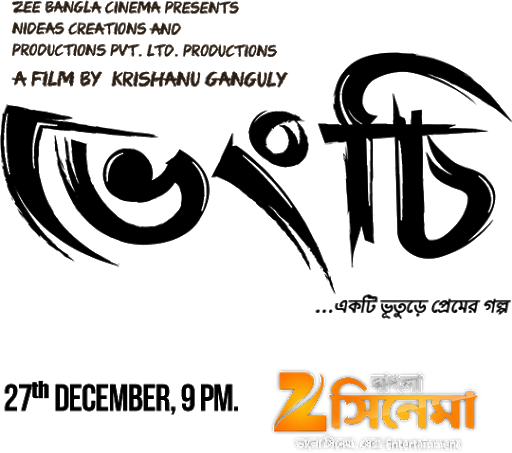 ZEE BANGLA CINEMA PRESENTS
NIDEAS CREATIONS AND
PRODUCTIONS PVT. LTD. PRODUCTIONS
A FILM BY KRISHANU GANGULY
ভেংচি
...একটি ভূতুড়ে প্রেমের গল্প
27th DECEMBER, 9 PM.
বাংলা
সিনেমা
Entertainment